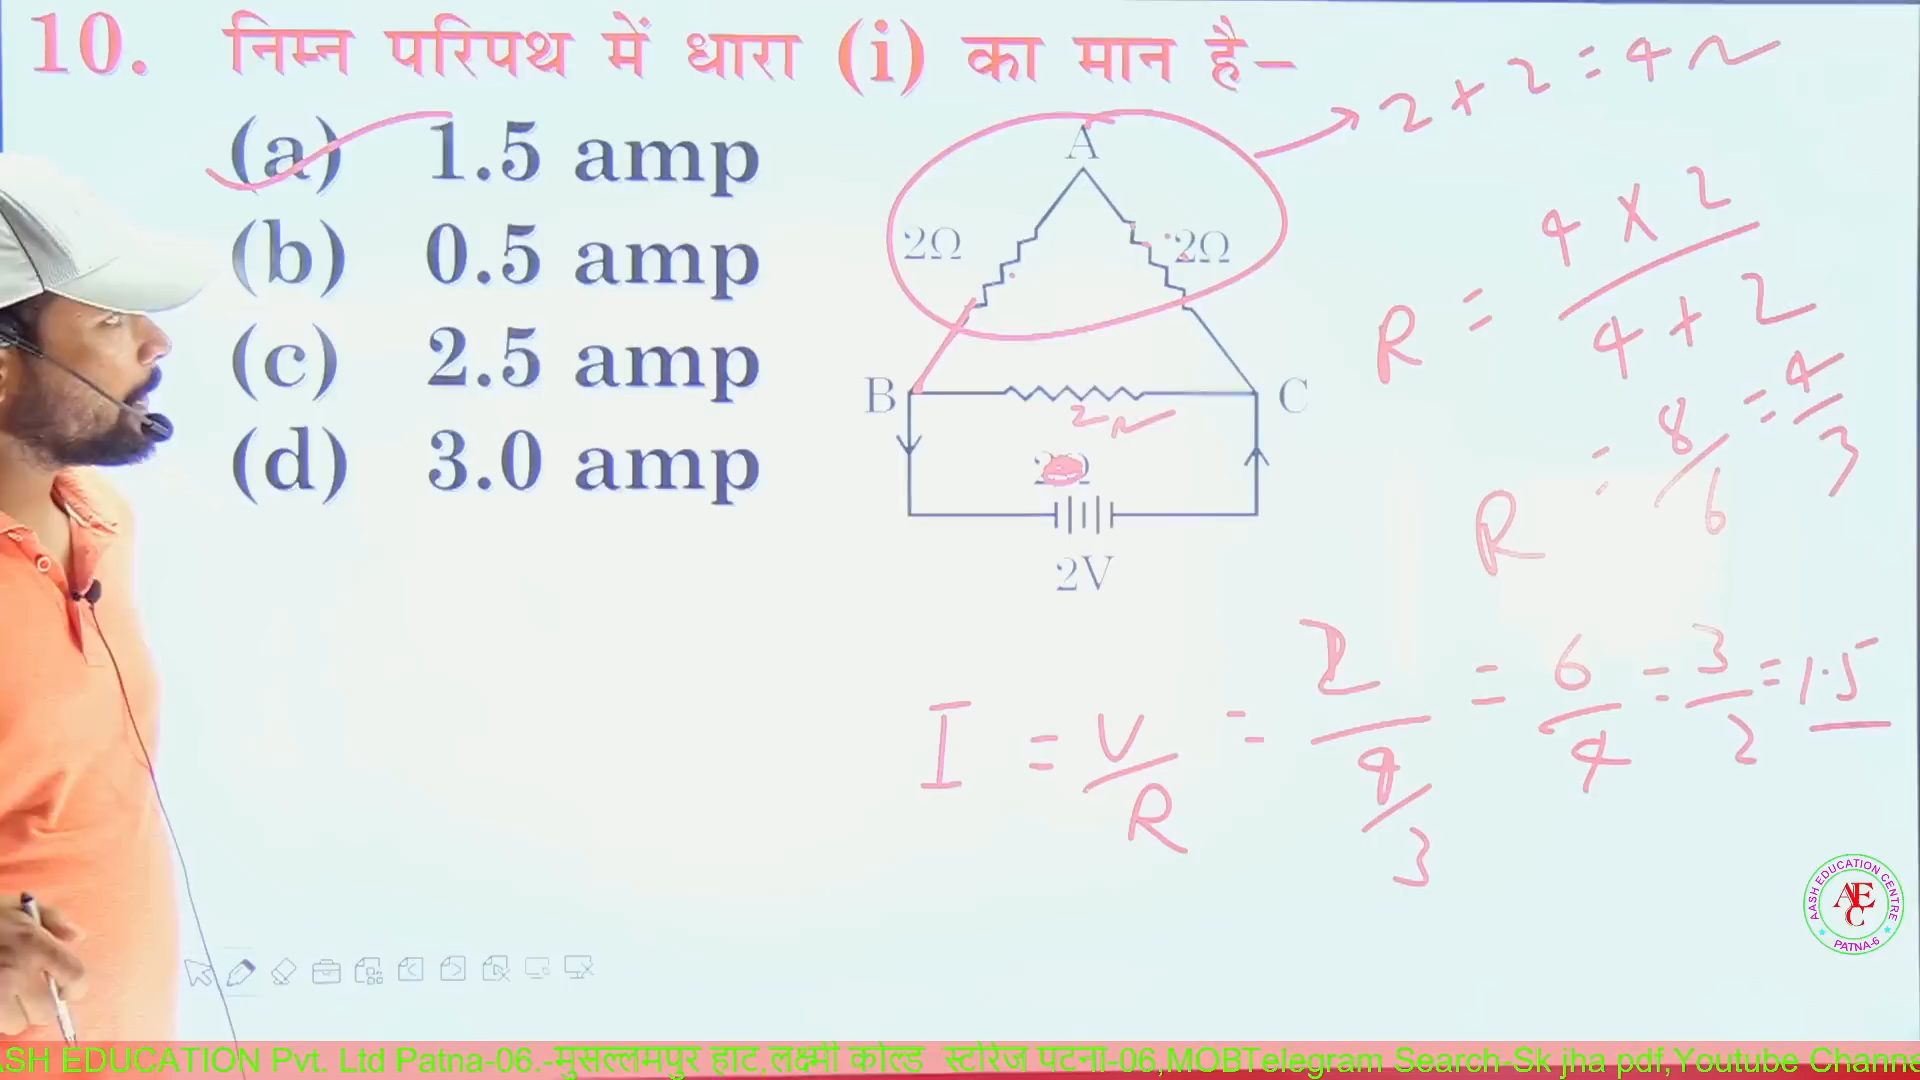 10. निम्न परिपथ में धारा (i) का मान है–
(a) 1.5 amp
(b) 0.5 amp
(c) 2.5 amp
(d) 3.0 amp
A
2Ω 2Ω
B C
2Ω
2V
2 + 2 = 4 Ω
R = 4 × 2 / 4 + 2
R = 8/6 = 4/3
I = V/R = 2 / 4/3 = 6/4 = 3/2 = 1.5
AASH EDUCATION CENTRE
AEC
PATNA-6
ASH EDUCATION Pvt. Ltd Patna-06.-मुसल्लमपुर हाट,लक्ष्मी कोल्ड स्टोरेज पटना-06,MOBTelegram Search-Sk jha pdf,Youtube Channe